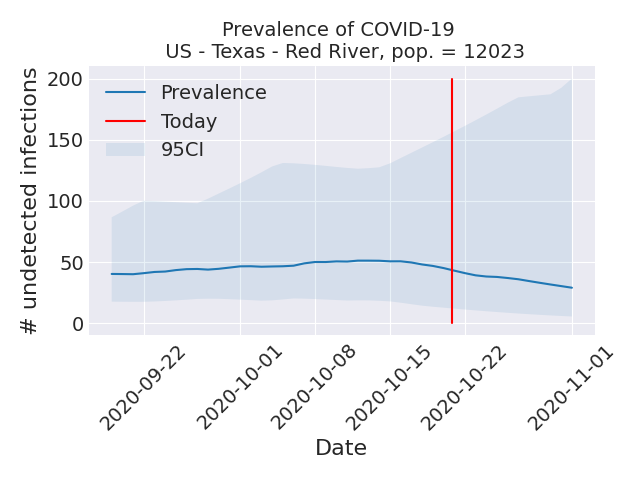 Prevalence of COVID-19
US - Texas - Red River, pop. = 12023
# undetected infections
200
150
100
50
0
Prevalence
Today
95CI
2020-09-22
2020-10-01
2020-10-08
2020-10-15
2020-10-22
2020-11-01
Date